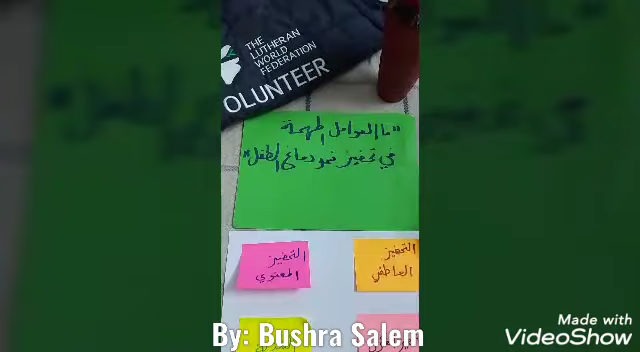 THE
LUTHERAN
WORLD
FEDERATION
OLUNTEER
"ما العوامل المهمة
في تحفيز نمو دماغ الطفل"
التحفيز
العاطفي
التحفيز
المعنوي
By: Bushra Salem
Made with
VideoShow